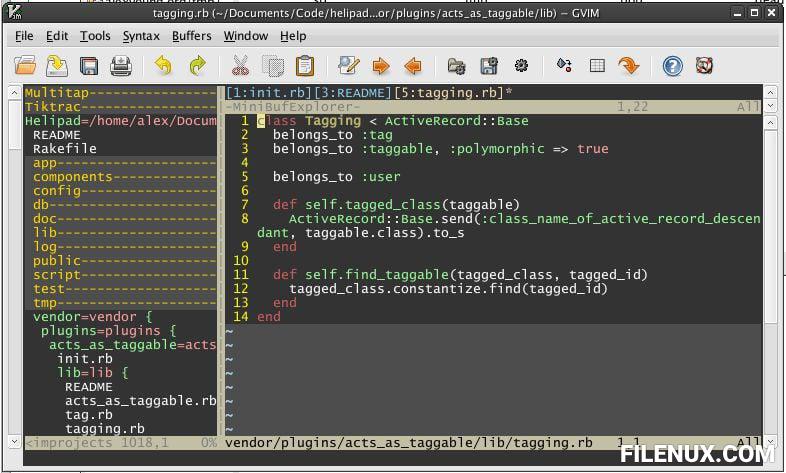 tagging.rb (~/Documents/Code/helipad...or/plugins/acts_as_taggable/lib) – GVIM
File Edit Tools Syntax Buffers Window Help
Multitap
Tiktrac
Helipad=/home/alex/Docum
README
Rakefile
app
components
config
db
doc
lib
log
public
script
test
tmp
vendor=vendor {
plugins=plugins {
acts_as_taggable=acts
init.rb
lib=lib {
README
acts_as_taggable.rb
tag.rb
tagging.rb
<improjects 1018,1 0%
[1:init.rb][3:README][5:tagging.rb]*
-MiniBufExplorer- 1,22 All
1 class Tagging < ActiveRecord::Base
2 belongs_to :tag
3 belongs_to :taggable, :polymorphic => true
4
5 belongs_to :user
6
7 def self.tagged_class(taggable)
8 ActiveRecord::Base.send(:class_name_of_active_record_descen
dant, taggable.class).to_s
9 end
10
11 def self.find_taggable(tagged_class, tagged_id)
12 tagged_class.constantize.find(tagged_id)
13 end
14 end
~
~
~
~
~
~
~
~
vendor/plugins/acts_as_taggable/lib/tagging.rb 1,1 All
FILENUX.COM